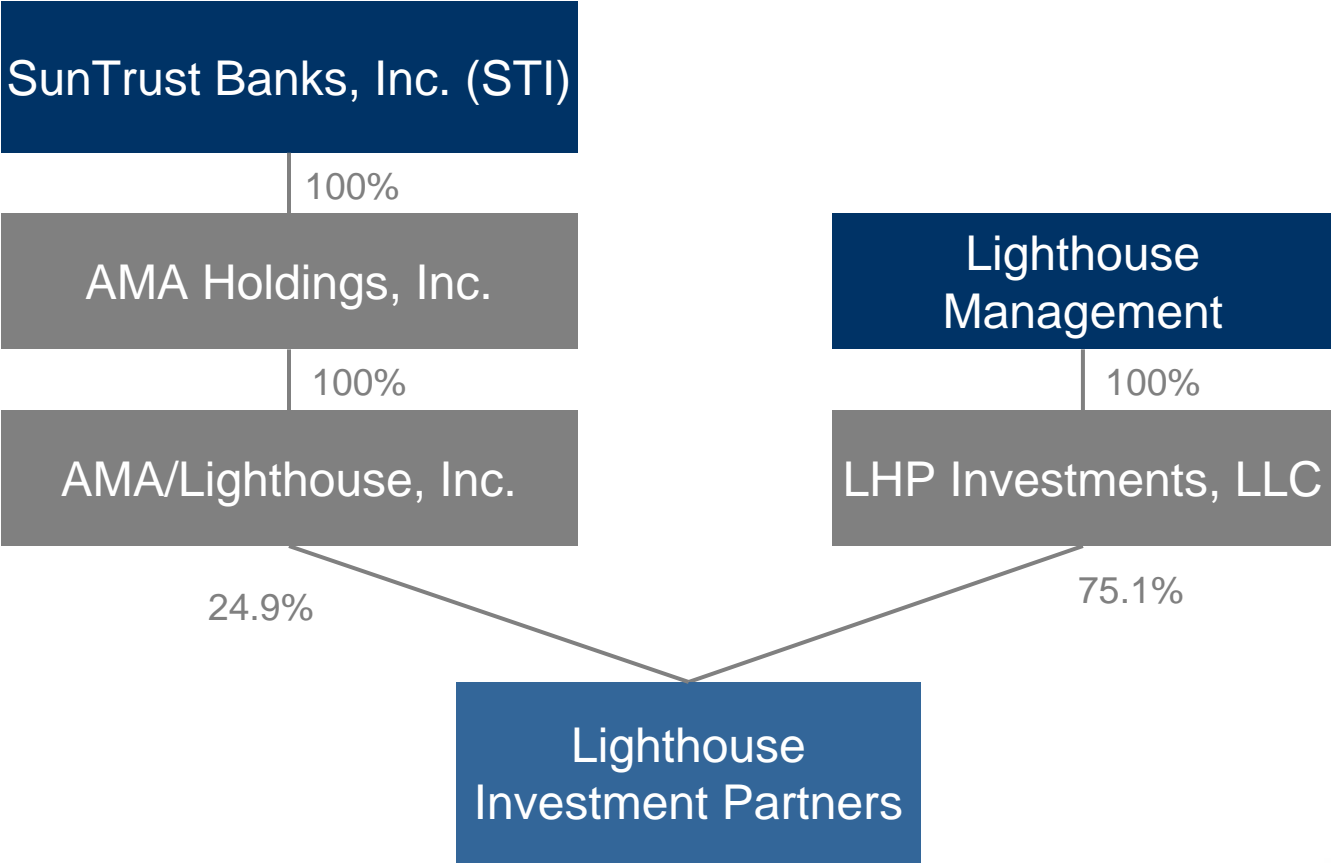 SunTrust Banks, Inc. (STI)
100%
AMA Holdings, Inc.
100%
AMA/Lighthouse, Inc.
24.9%
Lighthouse
Management
100%
LHP Investments, LLC
75.1%
Lighthouse
Investment Partners